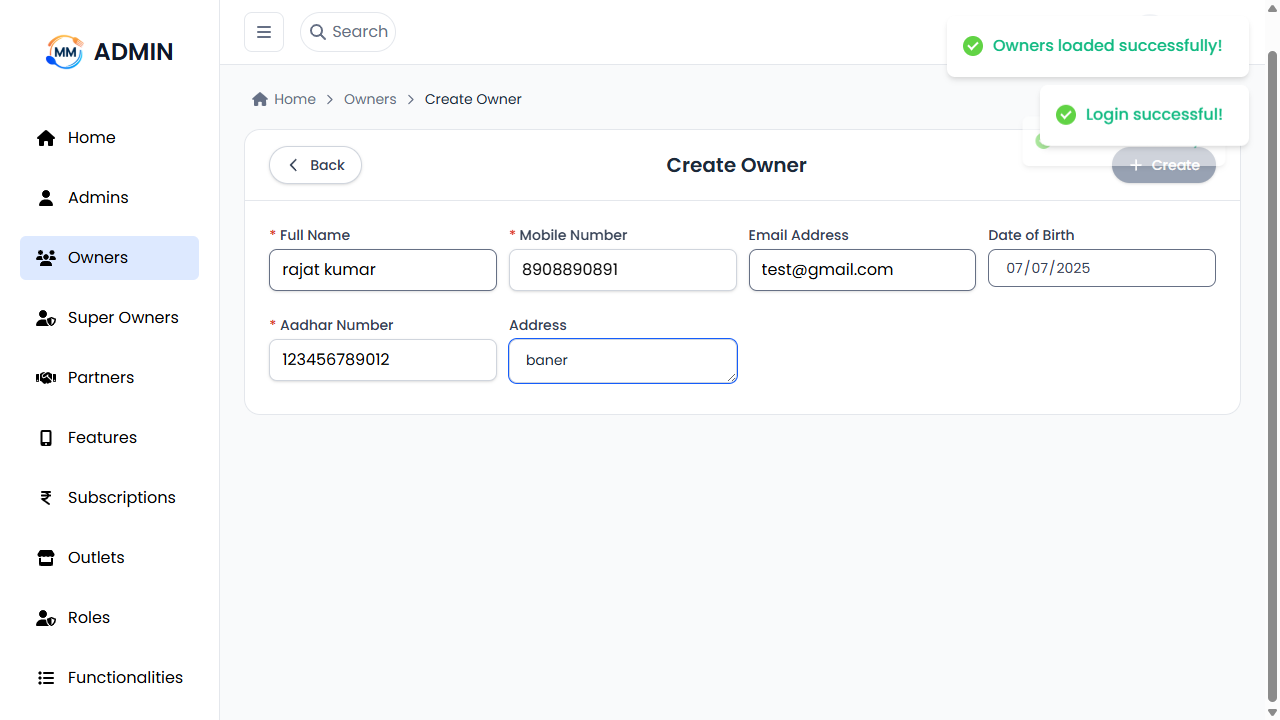 MM ADMIN
Search
Owners loaded successfully!
Login successful!
Home
Admins
Owners
Super Owners
Partners
Features
Subscriptions
Outlets
Roles
Functionalities
Home > Owners > Create Owner
Back
Create Owner
+ Create
* Full Name
rajat kumar
* Mobile Number
8908890891
Email Address
test@gmail.com
Date of Birth
07/07/2025
* Aadhar Number
123456789012
Address
baner